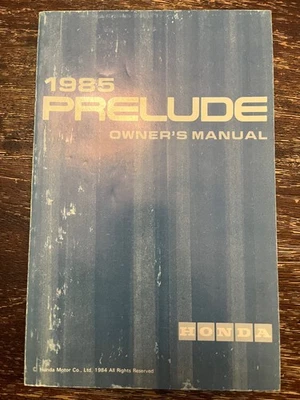 1985
PRELUDE
OWNER'S MANUAL
HONDA
© Honda Motor Co., Ltd. 1984 All Rights Reserved